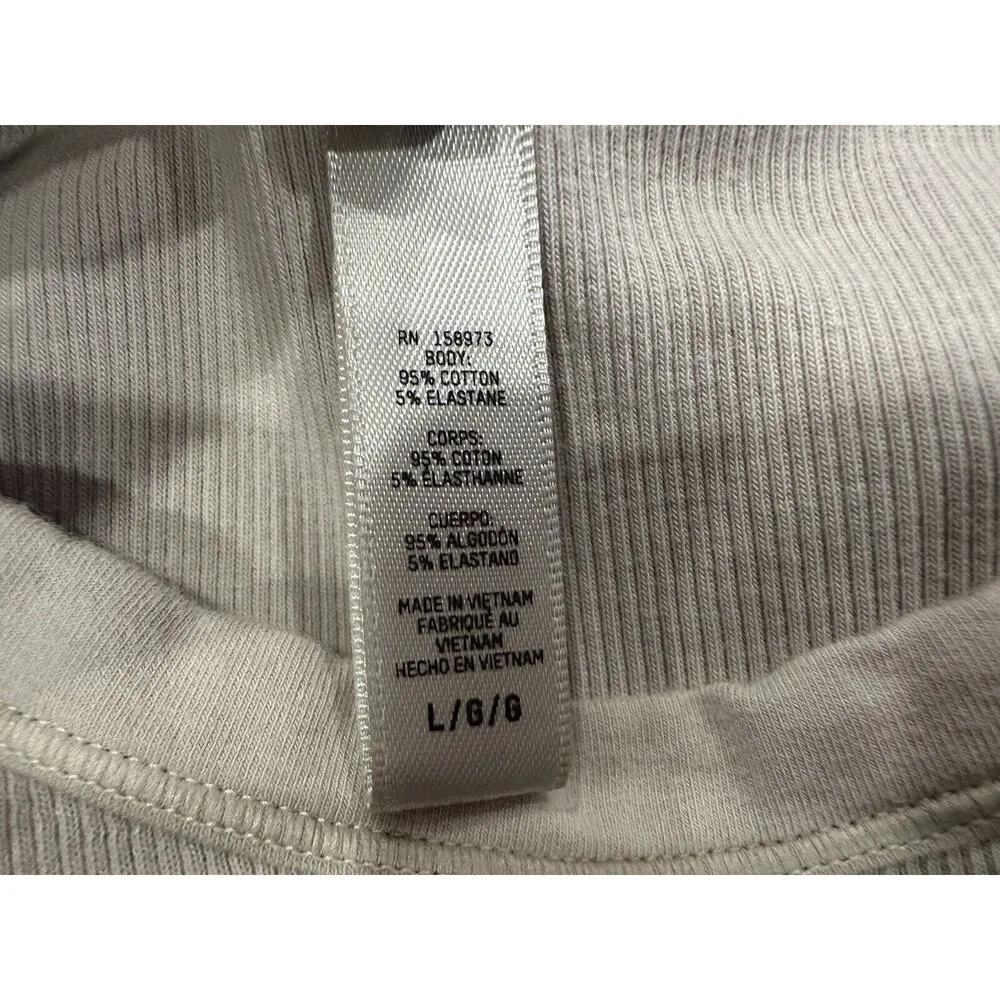 RN 158973
BODY:
95% COTTON
5% ELASTANE
CORPS:
95% COTON
5% ELASTHANNE
CUERPO:
95% ALGODÓN
5% ELASTANO
MADE IN VIETNAM
FABRIQUÉ AU
VIETNAM
HECHO EN VIETNAM
L/G/G